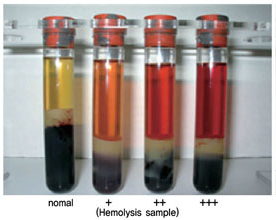 nomal + ++ +++
(Hemolysis sample)